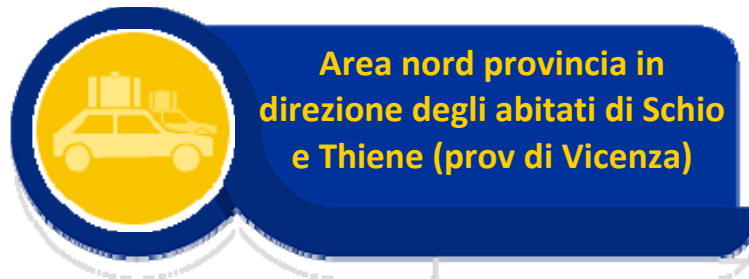 Area nord provincia in
direzione degli abitati di Schio
e Thiene (prov di Vicenza)